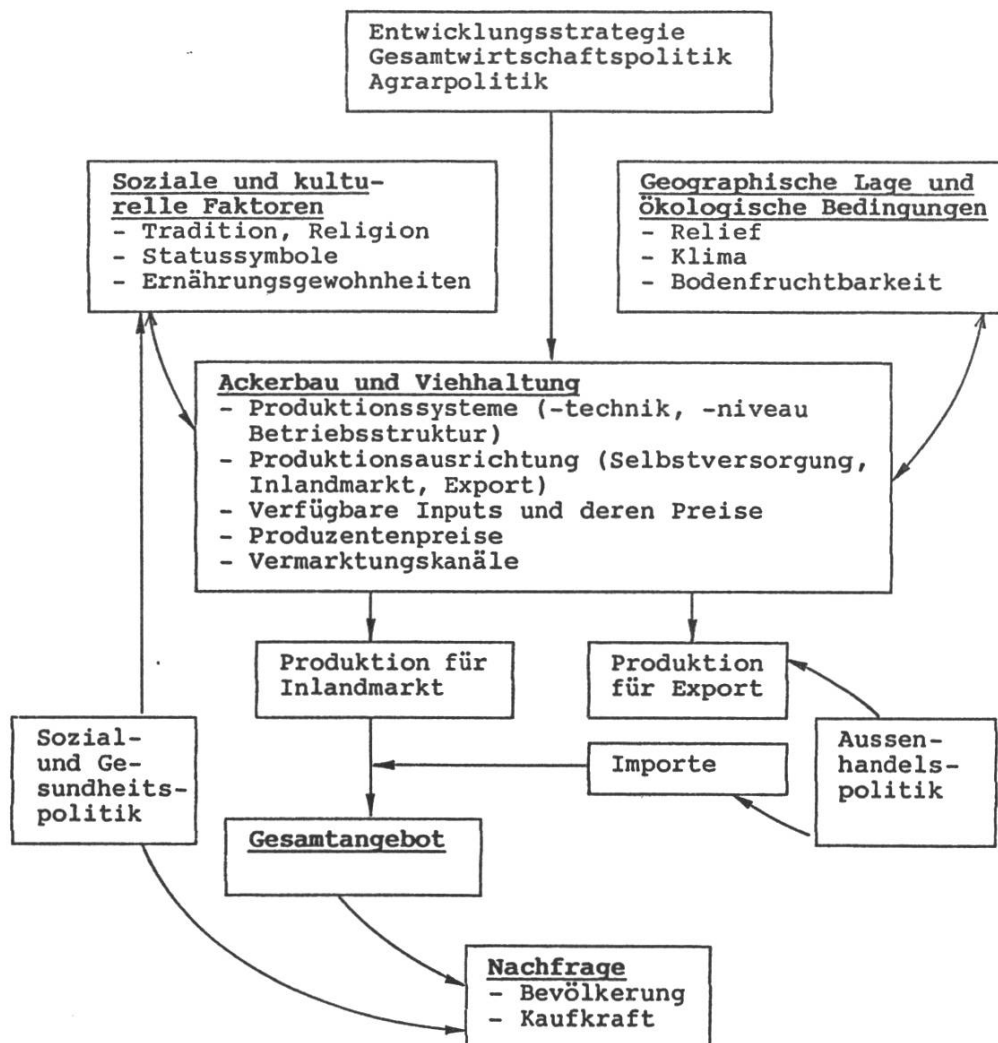 Entwicklungsstrategie
Gesamtwirtschaftspolitik
Agrarpolitik
Soziale und kultu-
relle Faktoren
- Tradition, Religion
- Statussymbole
- Ernährungsgewohnheiten
Geographische Lage und
ökologische Bedingungen
- Relief
- Klima
- Bodenfruchtbarkeit
Ackerbau und Viehhaltung
- Produktionssysteme (-technik, -niveau
Betriebsstruktur)
- Produktionsausrichtung (Selbstversorgung,
Inlandmarkt, Export)
- Verfügbare Inputs und deren Preise
- Produzentenpreise
- Vermarktungskanäle
Produktion für
Inlandmarkt
Produktion
für Export
Sozial-
und Ge-
sundheits-
politik
Importe
Aussen-
handels-
politik
Gesamtangebot
Nachfrage
- Bevölkerung
- Kaufkraft